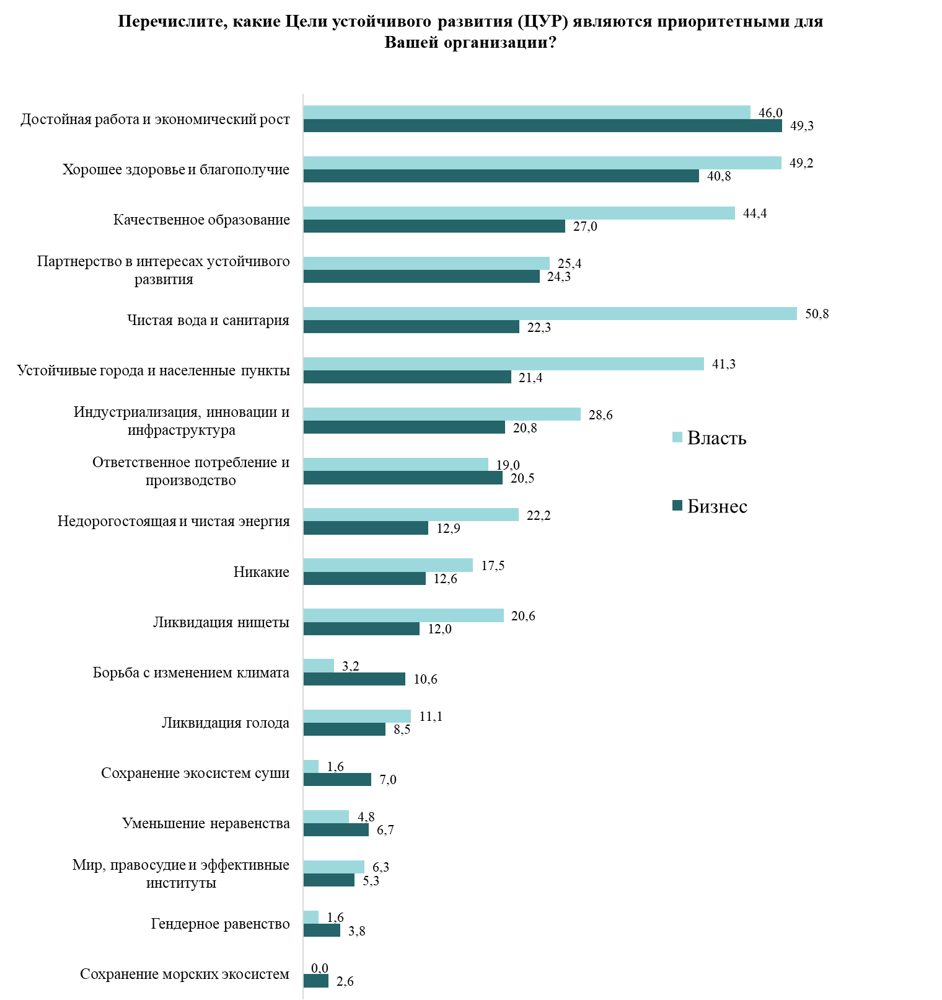 Перечислите, какие Цели устойчивого развития (ЦУР) являются приоритетными для
Вашей организации?
Достойная работа и экономический рост
46,0
49,3
Хорошее здоровье и благополучие
49,2
40,8
Качественное образование
44,4
27,0
Партнерство в интересах устойчивого
развития
25,4
24,3
Чистая вода и санитария
50,8
22,3
Устойчивые города и населенные пункты
41,3
21,4
Индустриализация, инновации и
инфраструктура
28,6
20,8
Власть
Ответственное потребление и
производство
19,0
20,5
Бизнес
Недорогостоящая и чистая энергия
22,2
12,9
Никакие
17,5
12,6
Ликвидация нищеты
20,6
12,0
Борьба с изменением климата
3,2
10,6
Ликвидация голода
11,1
8,5
Сохранение экосистем суши
1,6
7,0
Уменьшение неравенства
4,8
6,7
Мир, правосудие и эффективные
институты
6,3
5,3
Гендерное равенство
1,6
3,8
Сохранение морских экосистем
0,0
2,6